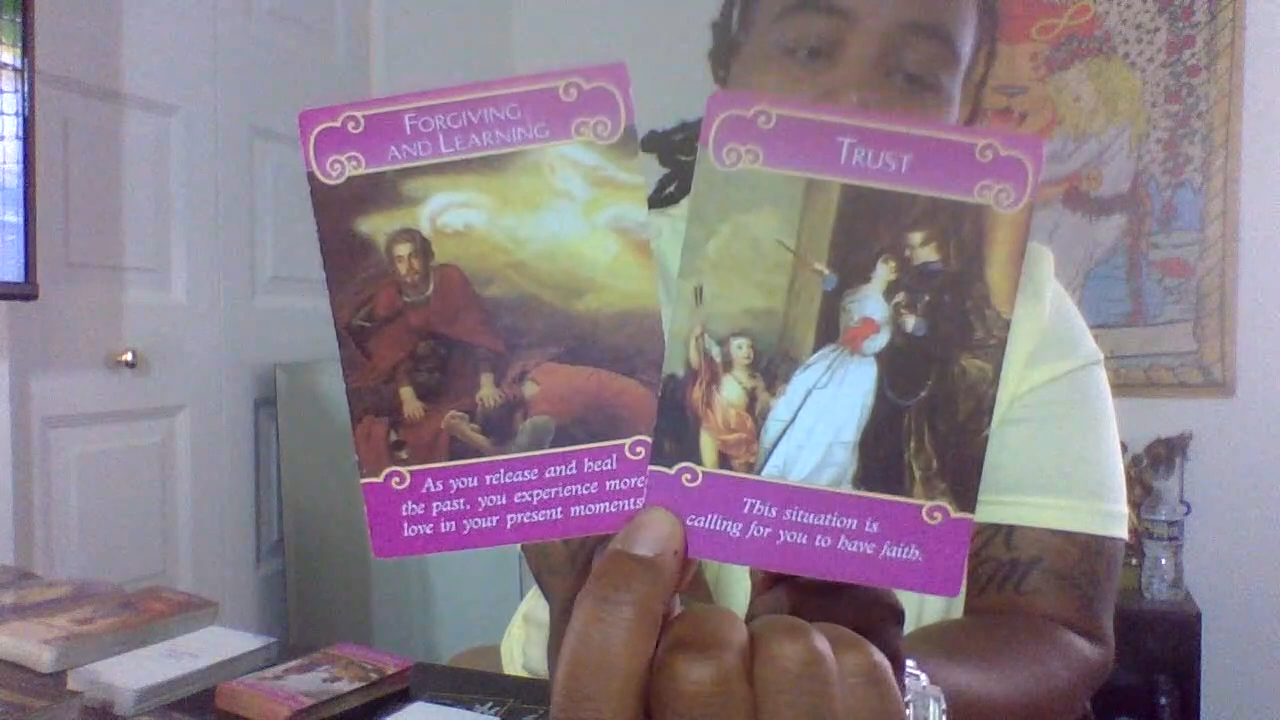 FORGIVING
AND LEARNING
As you release and heal
the past, you experience more
love in your present moments
TRUST
This situation is
calling for you to have faith.